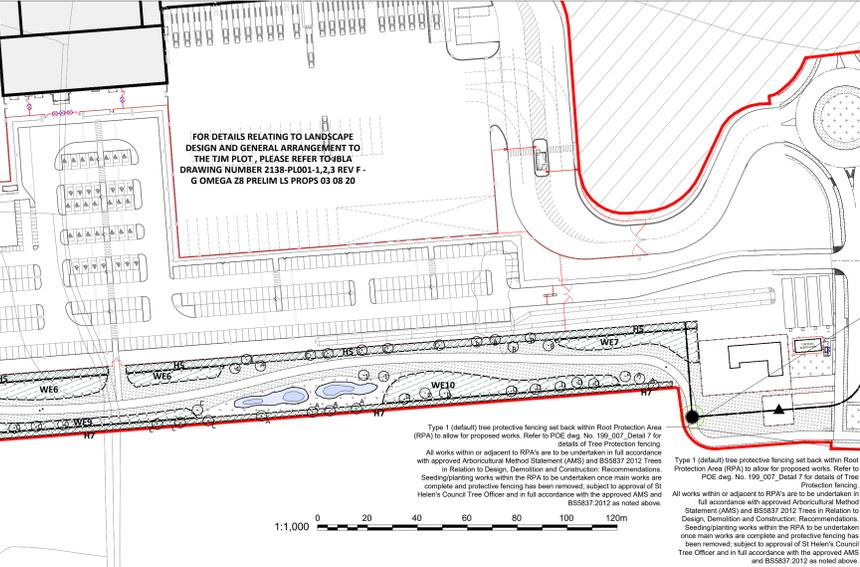 FOR DETAILS RELATING TO LANDSCAPE
DESIGN AND GENERAL ARRANGEMENT TO
THE TJM PLOT , PLEASE REFER TO JBLA
DRAWING NUMBER 2138-PL001-1,2,3 REV F -
G OMEGA Z8 PRELIM LS PROPS 03 08 20
H5
H5
H5
H5
WE7
WE6
WE6
WE10
WE9
H7
H7
H7
Type 1 (default) tree protective fencing set back within Root Protection Area
(RPA) to allow for proposed works. Refer to POE dwg. No. 199_007_Detail 7 for
details of Tree Protection fencing.
All works within or adjacent to RPA's are to be undertaken in full accordance
with approved Arboricultural Method Statement (AMS) and BS5837 2012 Trees
in Relation to Design, Demolition and Construction: Recommendations.
Seeding/planting works within the RPA to be undertaken once main works are
complete and protective fencing has been removed; subject to approval of St
Helen's Council Tree Officer and in full accordance with the approved AMS and
BS5837:2012 as noted above.
Type 1 (default) tree protective fencing set back within Root
Protection Area (RPA) to allow for proposed works. Refer to
POE dwg. No. 199_007_Detail 7 for details of Tree
Protection fencing.
All works within or adjacent to RPA's are to be undertaken in
full accordance with approved Arboricultural Method
Statement (AMS) and BS5837 2012 Trees in Relation to
Design, Demolition and Construction: Recommendations.
Seeding/planting works within the RPA to be undertaken
once main works are complete and protective fencing has
been removed; subject to approval of St Helen's Council
Tree Officer and in full accordance with the approved AMS
and BS5837:2012 as noted above.
1:1,000
0 20 40 60 80 100 120m